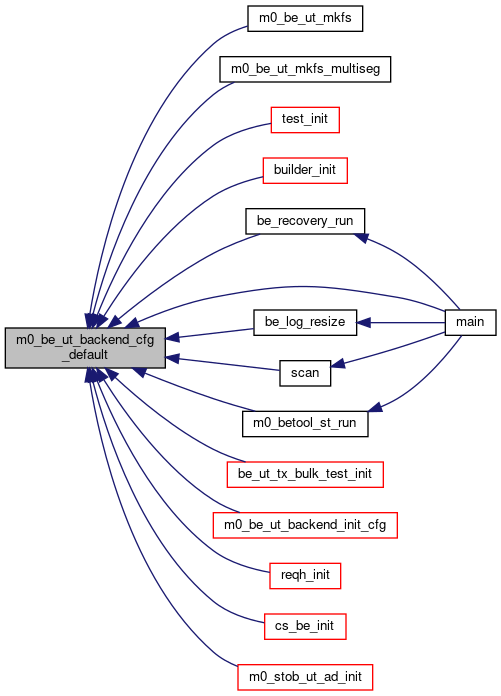 m0_be_ut_mkfs
m0_be_ut_mkfs_multiseg
test_init
builder_init
be_recovery_run
be_log_resize
main
m0_be_ut_backend_cfg
_default
scan
m0_betool_st_run
be_ut_tx_bulk_test_init
m0_be_ut_backend_init_cfg
reqh_init
cs_be_init
m0_stob_ut_ad_init